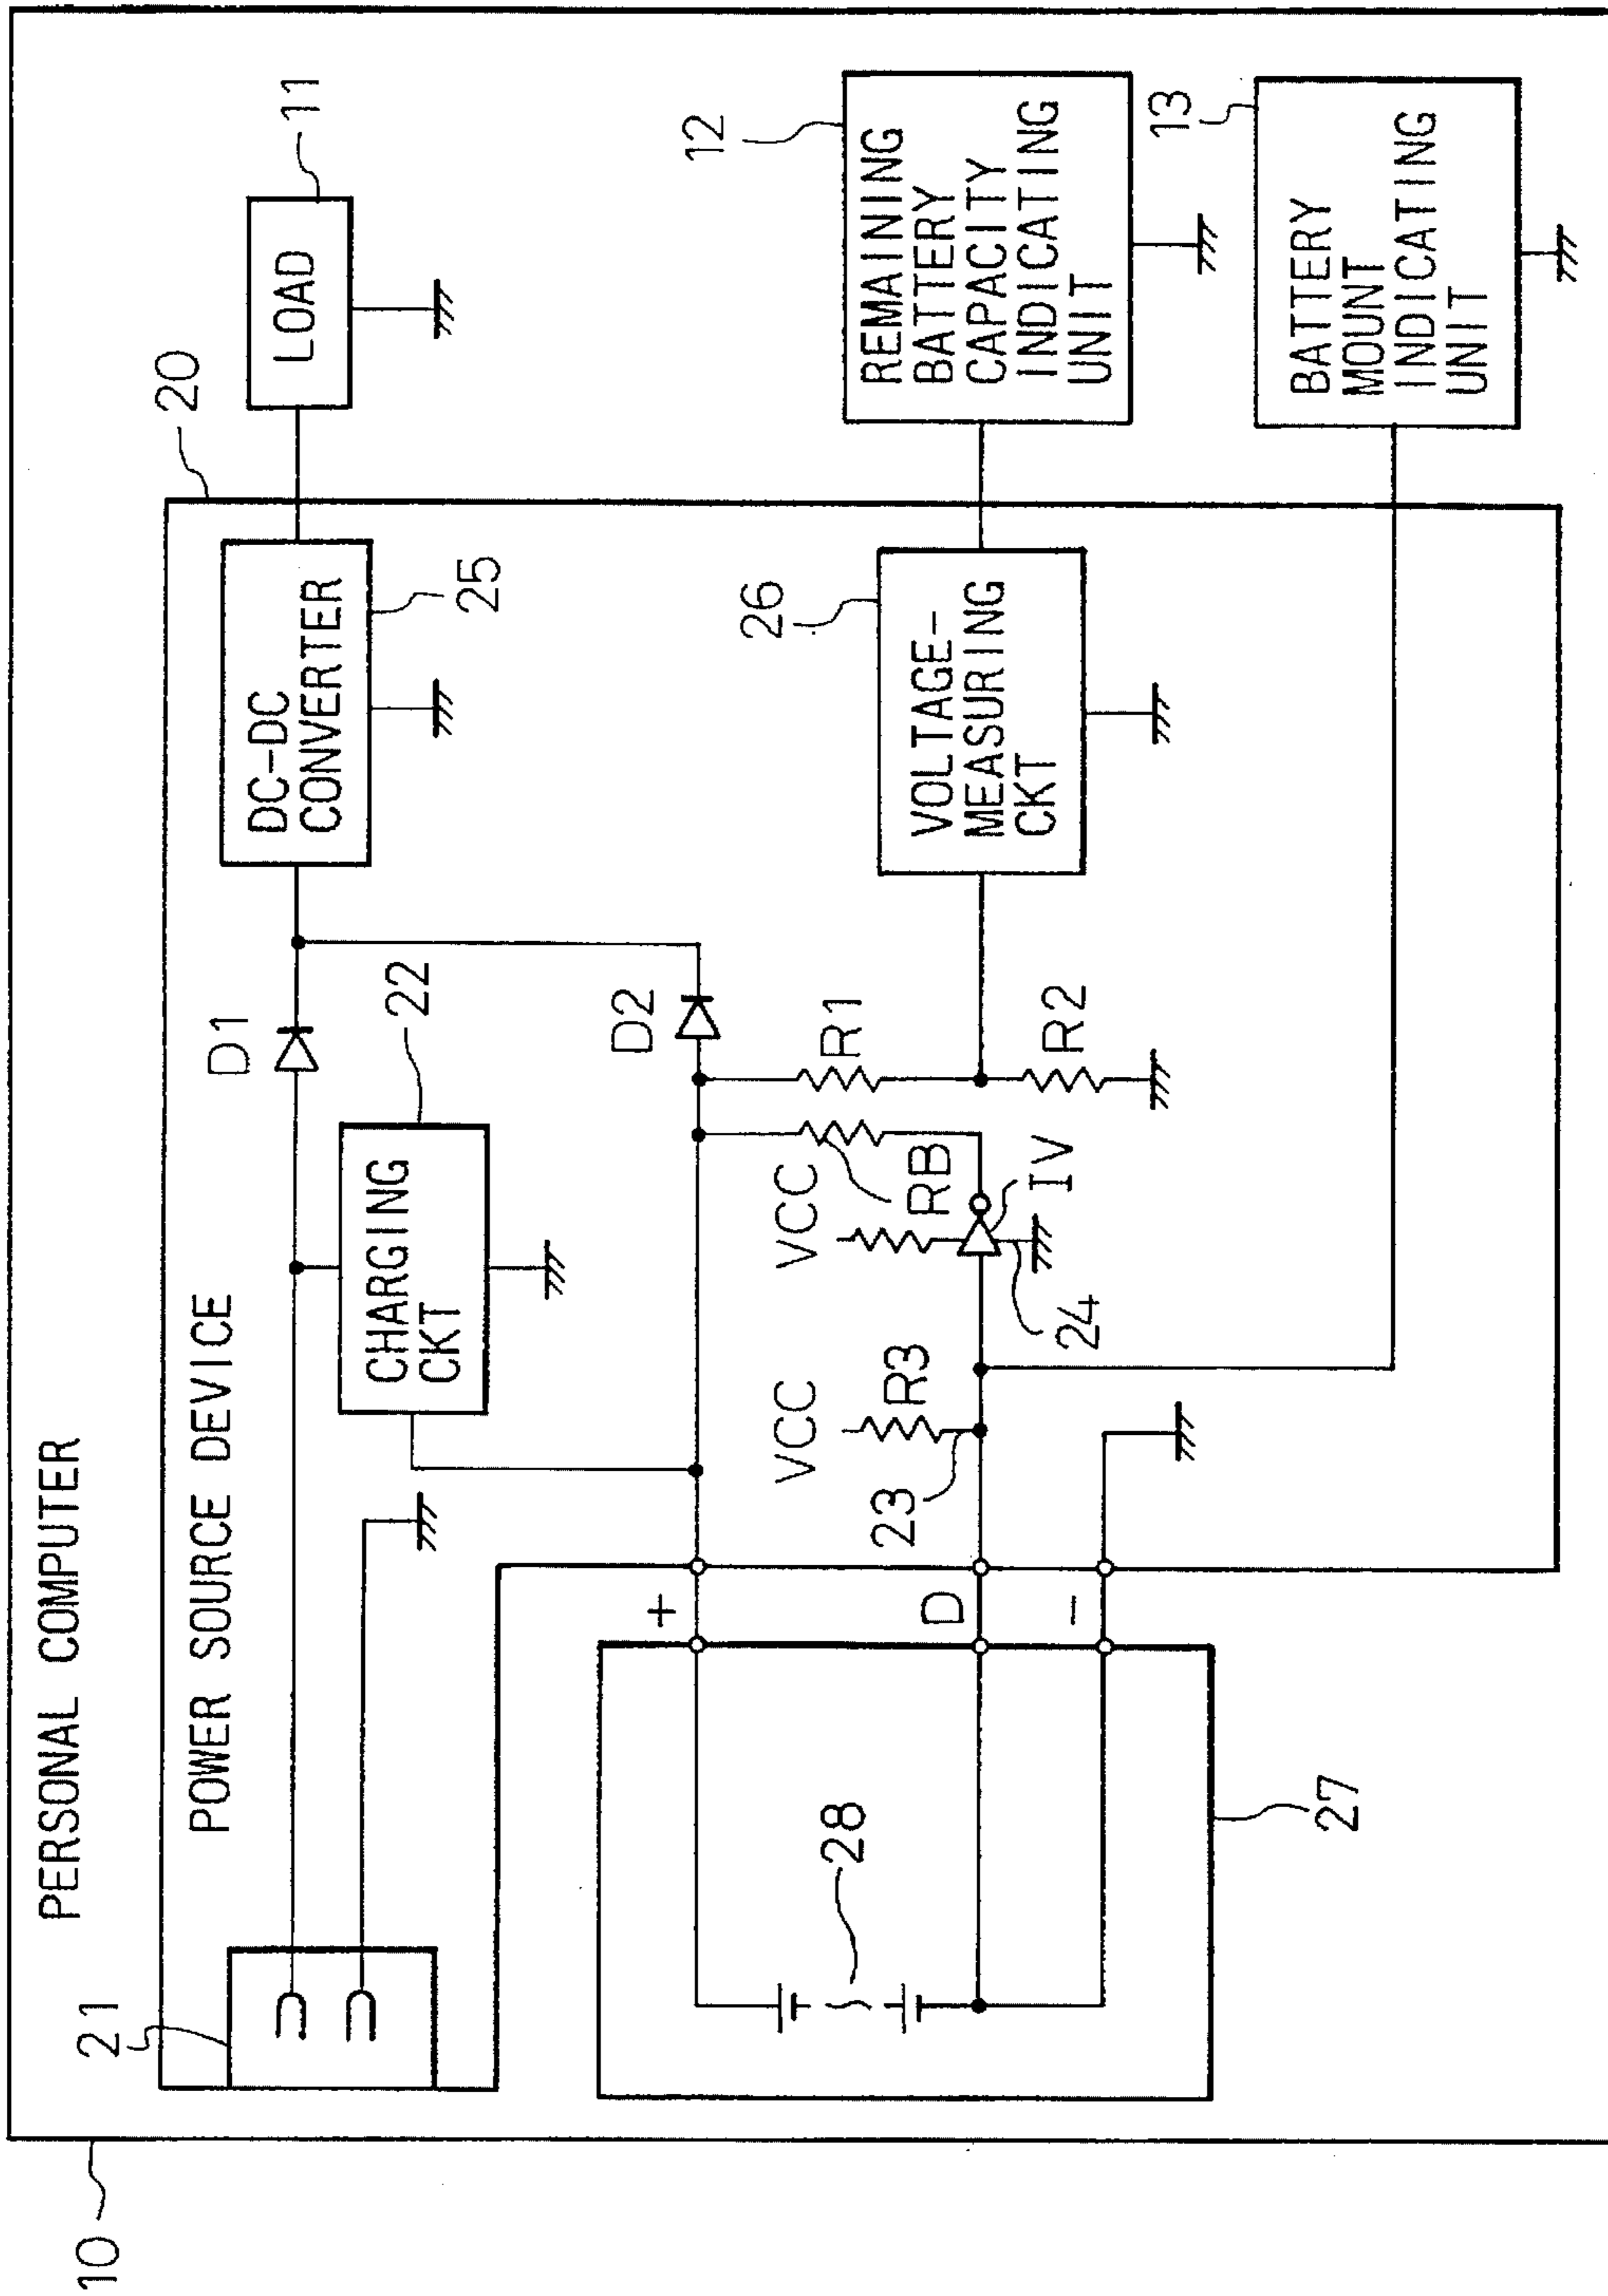 10
PERSONAL COMPUTER
20
11
LOAD
21
POWER SOURCE DEVICE
D1
DC-DC
CONVERTER
25
22
CHARGING
CKT
D2
12
REMAINING
BATTERY
CAPACITY
INDICATING
UNIT
26
VOLTAGE-
MEASURING
CKT
R1
R2
VCC
RB
IV
24
VCC
R3
23
+
D
-
28
27
13
BATTERY
MOUNT
INDICATING
UNIT